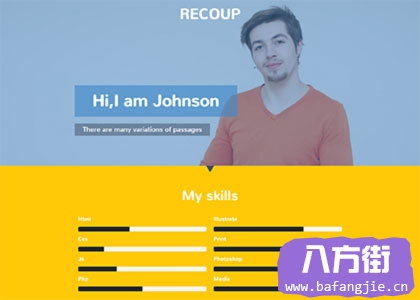 RECOUP
Hi,I am Johnson
There are many variations of passages
My skills
Html
Illustrate
Css
Proc
Js
Photoshop
Php
Media
八方街
www.bafangjie.cn